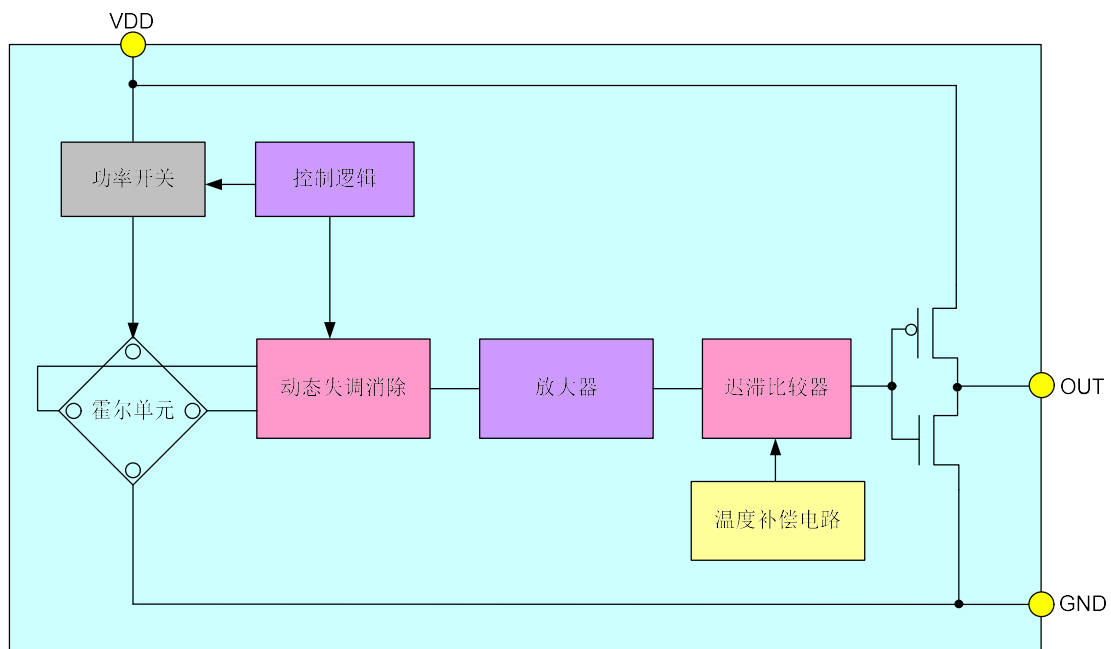 VDD
功率开关
控制逻辑
霍尔单元
动态失调消除
放大器
迟滞比较器
OUT
温度补偿电路
GND